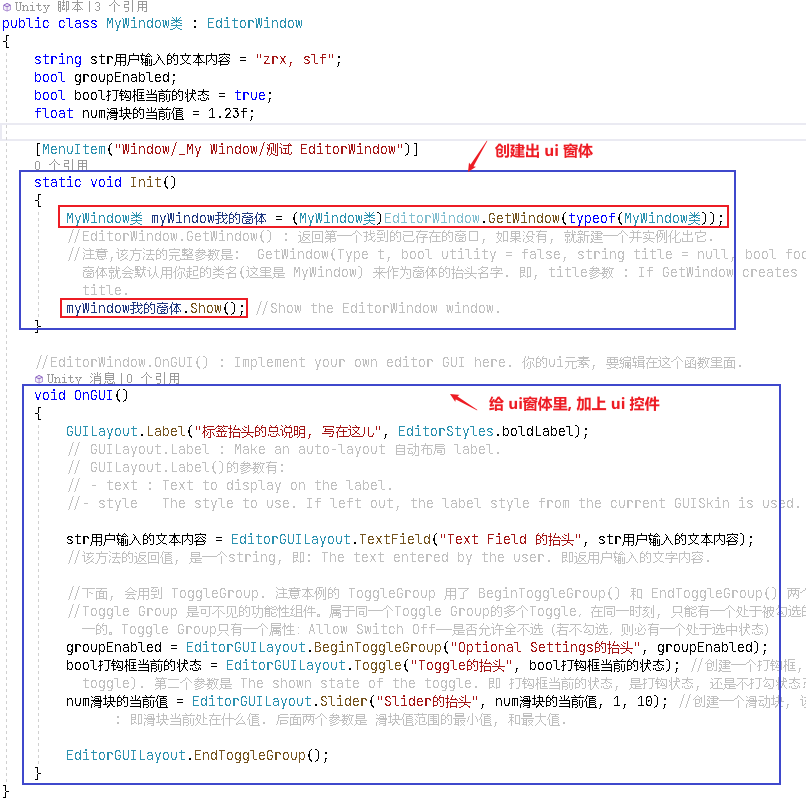 Unity 脚本|3 个引用
public class MyWindow类 : EditorWindow
{
string str用户输入的文本内容 = "zrx, slf";
bool groupEnabled;
bool bool打钩框当前的状态 = true;
float num滑块的当前值 = 1.23f;
[MenuItem("Window/_My Window/测试 EditorWindow")]
0 个引用
创建出 ui 窗体
static void Init()
{
MyWindow类 myWindow我的窗体 = (MyWindow类)EditorWindow.GetWindow(typeof(MyWindow类));
//EditorWindow.GetWindow() : 返回第一个找到的已存在的窗口, 如果没有, 就新建一个并实例化出它.
//注意,该方法的完整参数是: GetWindow(Type t, bool utility = false, string title = null, bool foc
窗体就会默认用你起的类名(这里是 MyWindow) 来作为窗体的抬头名字. 即, title参数 : If GetWindow creates
title.
myWindow我的窗体.Show(); //Show the EditorWindow window.
}
//EditorWindow.OnGUI() : Implement your own editor GUI here. 你的ui元素, 要编辑在这个函数里面.
Unity 消息|0 个引用
void OnGUI()
给 ui窗体里, 加上 ui 控件
{
GUILayout.Label("标签抬头的总说明, 写在这儿", EditorStyles.boldLabel);
// GUILayout.Label : Make an auto-layout 自动布局 label.
// GUILayout.Label()的参数有:
// - text : Text to display on the label.
//- style The style to use. If left out, the label style from the current GUISkin is used.
str用户输入的文本内容 = EditorGUILayout.TextField("Text Field 的抬头", str用户输入的文本内容);
//该方法的返回值, 是一个string, 即: The text entered by the user. 即返用户输入的文字内容.
//下面, 会用到 ToggleGroup. 注意本例的 ToggleGroup 用了 BeginToggleGroup() 和 EndToggleGroup() 两个
//Toggle Group 是可不见的功能性组件。属于同一个Toggle Group的多个Toggle，在同一时刻, 只能有一个处于被勾选的
一的。Toggle Group只有一个属性: Allow Switch Off——是否允许全不选（若不勾选, 则必有一个处于选中状态）
groupEnabled = EditorGUILayout.BeginToggleGroup("Optional Settings的抬头", groupEnabled);
bool打钩框当前的状态 = EditorGUILayout.Toggle("Toggle的抬头", bool打钩框当前的状态); //创建一个打钩框,
toggle). 第二个参数是 The shown state of the toggle. 即 打钩框当前的状态, 是打钩状态, 还是不打勾状态
num滑块的当前值 = EditorGUILayout.Slider("Slider的抬头", num滑块的当前值, 1, 10); //创建一个滑动块, 该
: 即滑块当前处在什么值. 后面两个参数是 滑块值范围的最小值, 和最大值.
EditorGUILayout.EndToggleGroup();
}
}